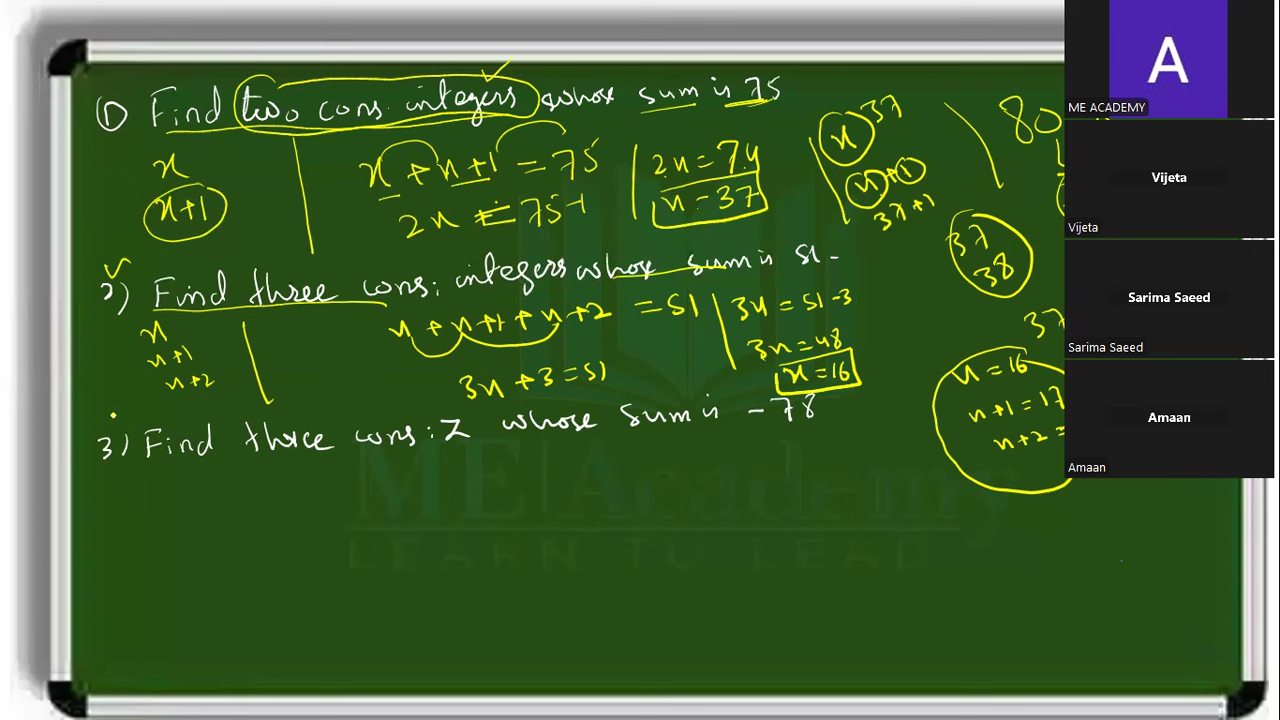 ① Find two cons. integers whose sum is 75
x
x+1
x + x+1 = 75
2x = 75-1
2x = 74
x = 37
x 37
x+1
37+1
80
37
38
2) Find three cons: integers whose sum is 51.
x
x+1
x+2
x + x+1 + x+2 = 51
3x + 3 = 51
3x = 51-3
3x = 48
x = 16
37
x = 16
x+1 = 17
x+2 =
3) Find three cons: Z whose sum is -78
ME Academy
LEARN TO LEAD
A
ME ACADEMY
Vijeta
Vijeta
Sarima Saeed
Sarima Saeed
Amaan
Amaan